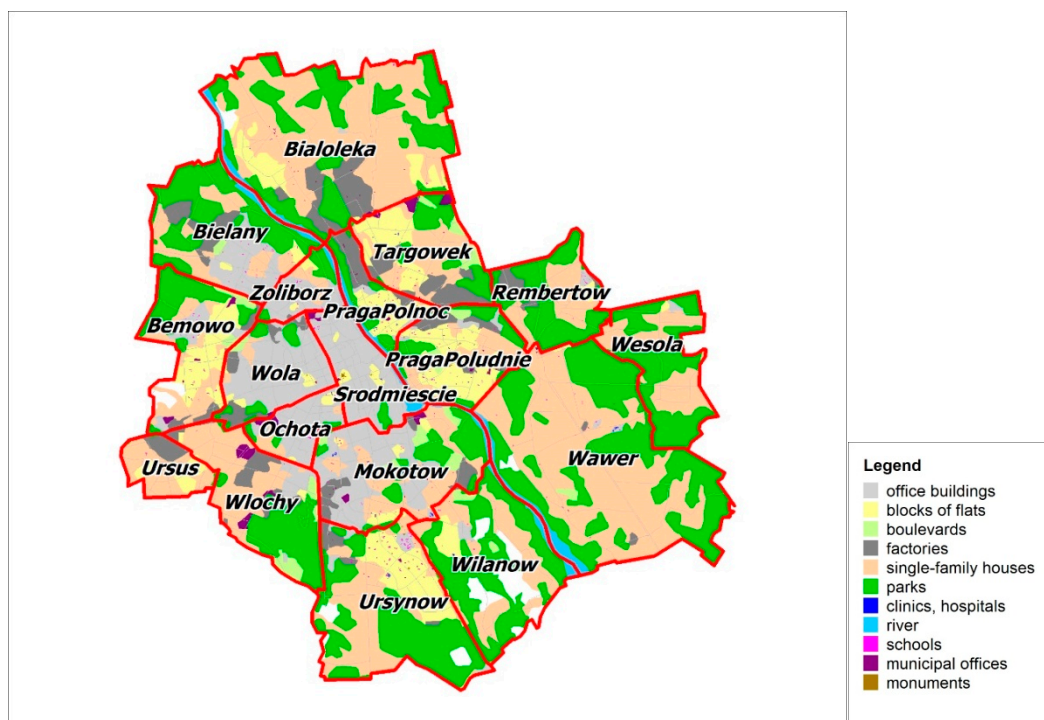 Bialoleka
Bielany
Targowek
Zoliborz
Rembertow
PragaPolnoc
Bemowo
Wesola
PragaPoludnie
Wola
Srodmiescie
Ochota
Ursus
Mokotow
Wawer
Wlochy
Wilanow
Ursynow
Legend
office buildings
blocks of flats
boulevards
factories
single-family houses
parks
clinics, hospitals
river
schools
municipal offices
monuments